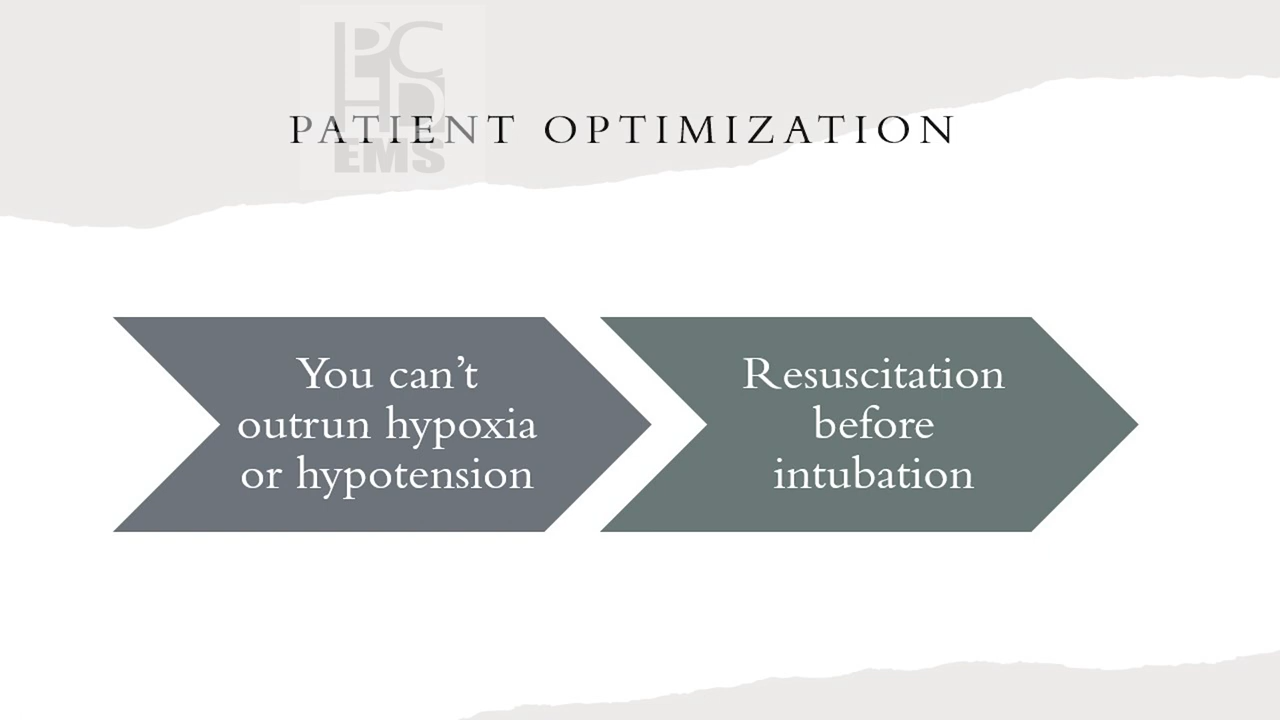 PCHD
EMS
PATIENT OPTIMIZATION
You can’t
outrun hypoxia
or hypotension
Resuscitation
before
intubation